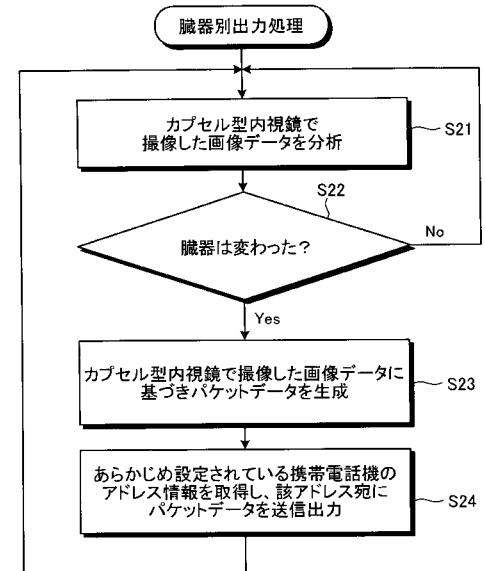 臓器別出力処理
カプセル型内視鏡で
撮像した画像データを分析
S21
S22
臓器は変わった?
No
Yes
カプセル型内視鏡で撮像した画像データに
基づきパケットデータを生成
S23
あらかじめ設定されている携帯電話機の
アドレス情報を取得し、該アドレス宛に
パケットデータを送信出力
S24